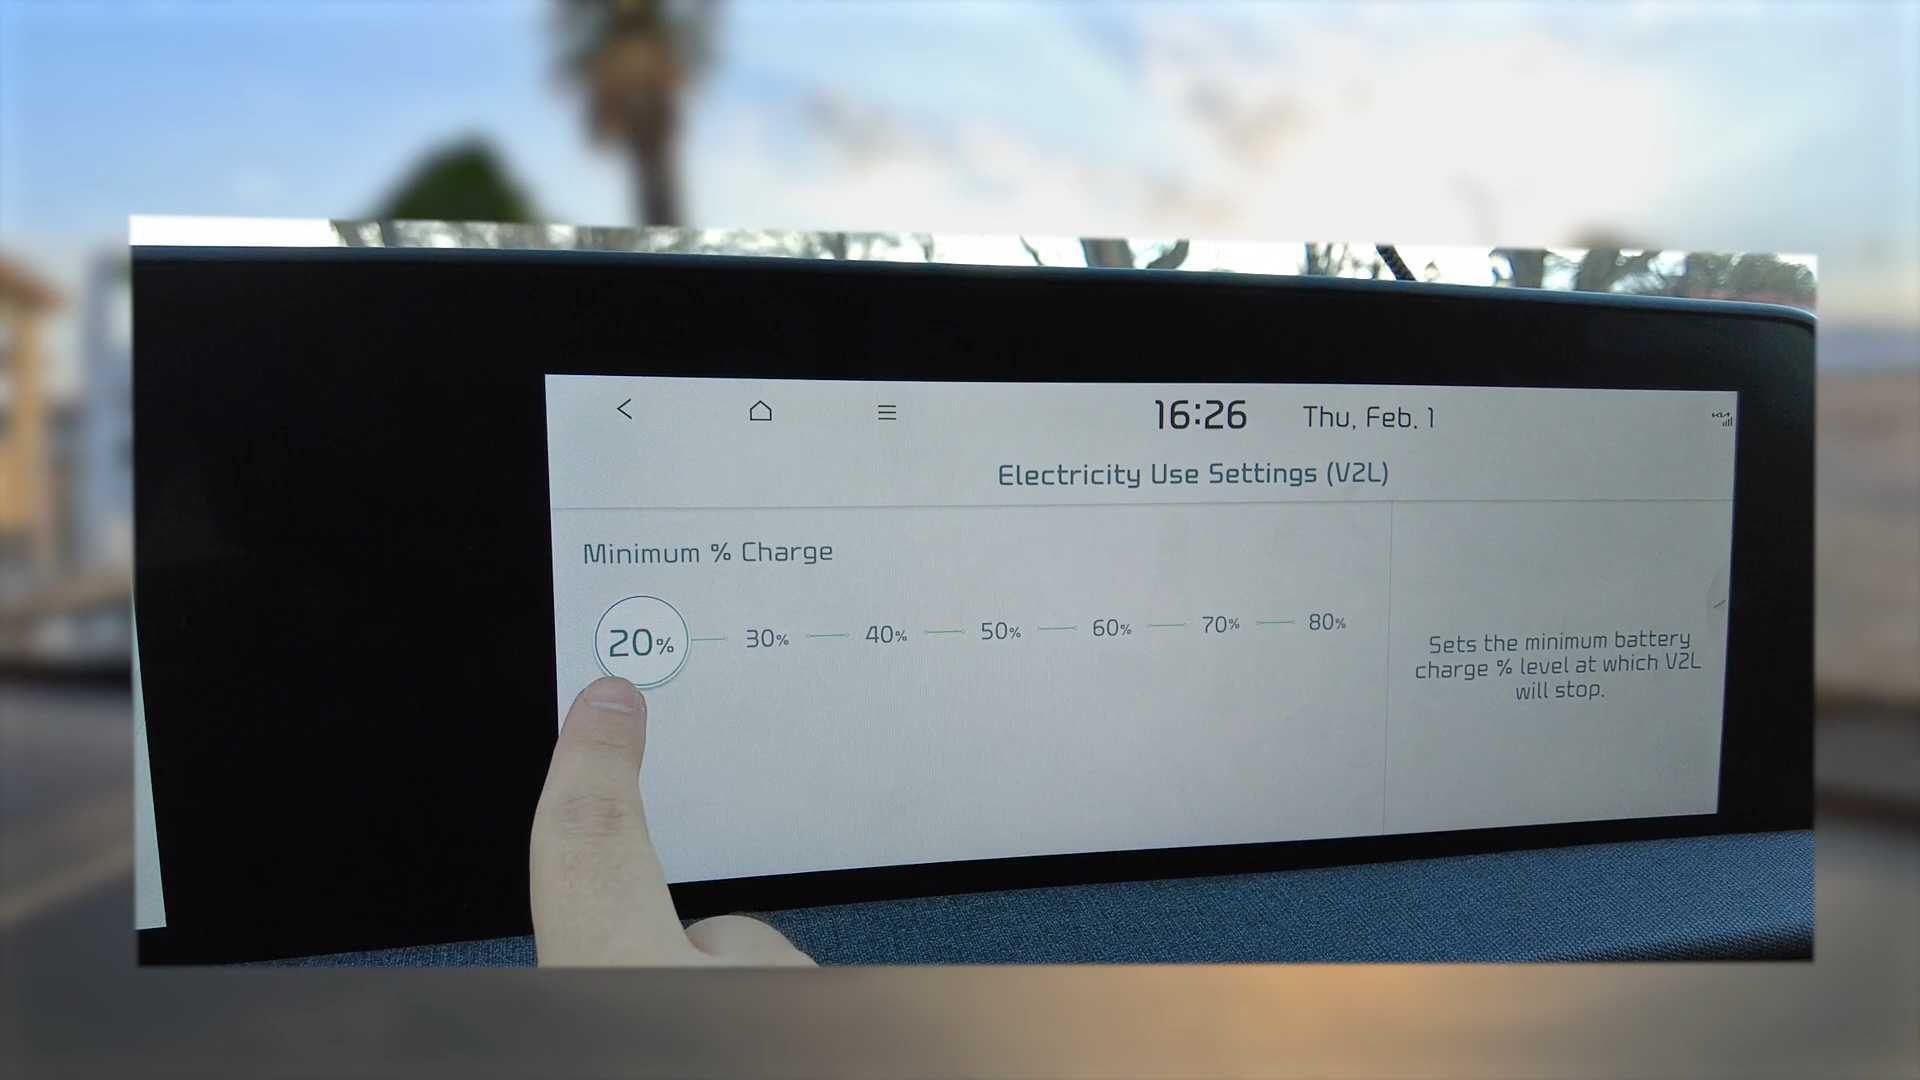 16:26 Thu, Feb. 1
Electricity Use Settings (V2L)
Minimum % Charge
20% 30% 40% 50% 60% 70% 80%
Sets the minimum battery
charge % level at which V2L
will stop.